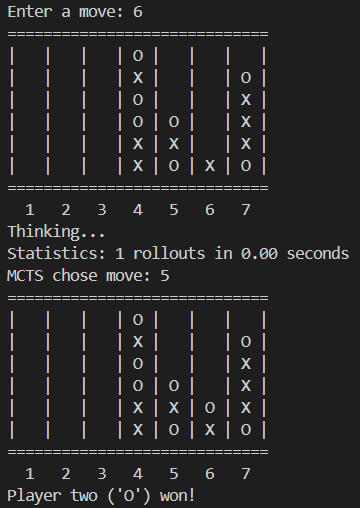 Enter a move: 6
=============================
|   |   |   | O |   |   |   |
|   |   |   | X |   |   | O |
|   |   |   | O |   |   | X |
|   |   |   | O | O |   | X |
|   |   |   | X | X |   | X |
|   |   |   | X | O | X | O |
=============================
  1   2   3   4   5   6   7
Thinking...
Statistics: 1 rollouts in 0.00 seconds
MCTS chose move: 5
=============================
|   |   |   | O |   |   |   |
|   |   |   | X |   |   | O |
|   |   |   | O |   |   | X |
|   |   |   | O | O |   | X |
|   |   |   | X | X | O | X |
|   |   |   | X | O | X | O |
=============================
  1   2   3   4   5   6   7
Player two ('O') won!